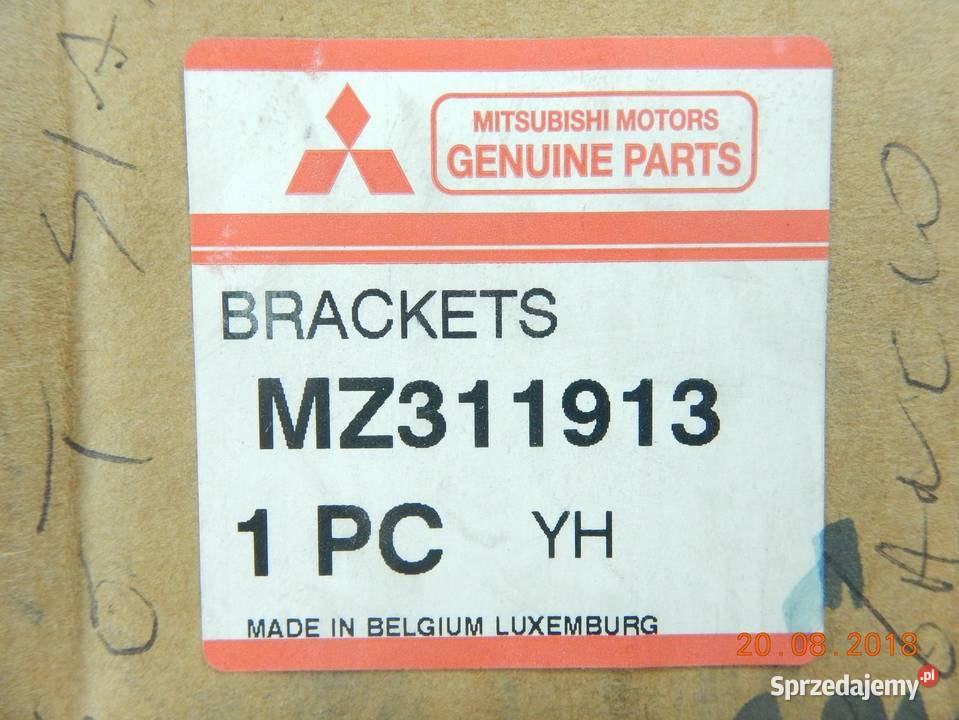 MITSUBISHI MOTORS
GENUINE PARTS
BRACKETS
MZ311913
1 PC YH
MADE IN BELGIUM LUXEMBURG
20.08.2018
Sprzedajemy.pl